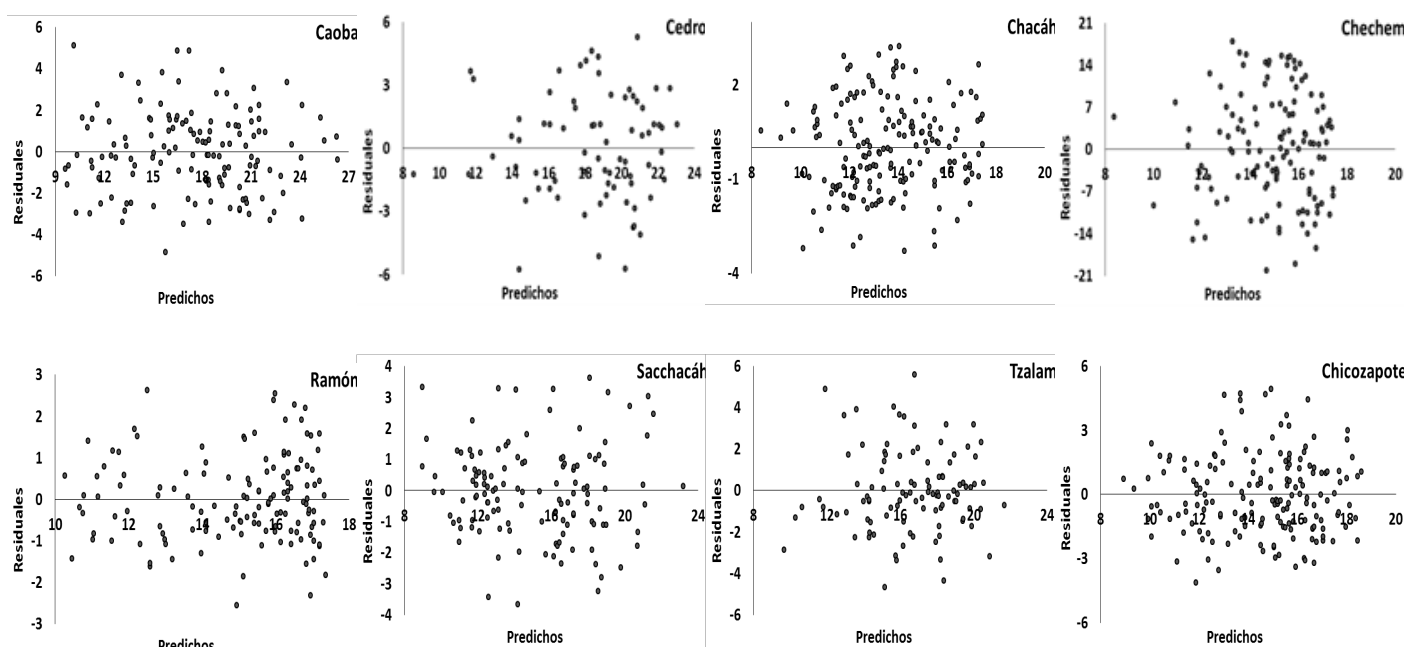 Caoba
6
4
2
0
-2
-4
-6
9 12 15 18 21 24 27
Residuales
Predichos
Cedro
6
3
0
-3
-6
8 10 12 14 16 18 20 22 24
Residuales
Predichos
Chacáh
2
-1
-4
8 10 12 14 16 18 20
Residuales
Predichos
Chechem
21
14
7
0
-7
-14
-21
8 10 12 14 16 18 20
Residuales
Predichos
Ramón
3
2
1
0
-1
-2
-3
10 12 14 16 18
Residuales
Predichos
Sacchacáh
4
3
2
1
0
-1
-2
-3
-4
8 12 16 20 24
Residuales
Predichos
Tzalam
6
4
2
0
-2
-4
-6
8 12 16 20 24
Residuales
Predichos
Chicozapote
6
3
0
-3
-6
8 10 12 14 16 18 20
Residuales
Predichos